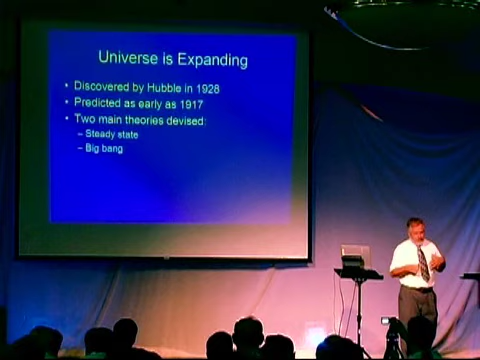 Universe is Expanding
• Discovered by Hubble in 1928
• Predicted as early as 1917
• Two main theories devised:
– Steady state
– Big bang